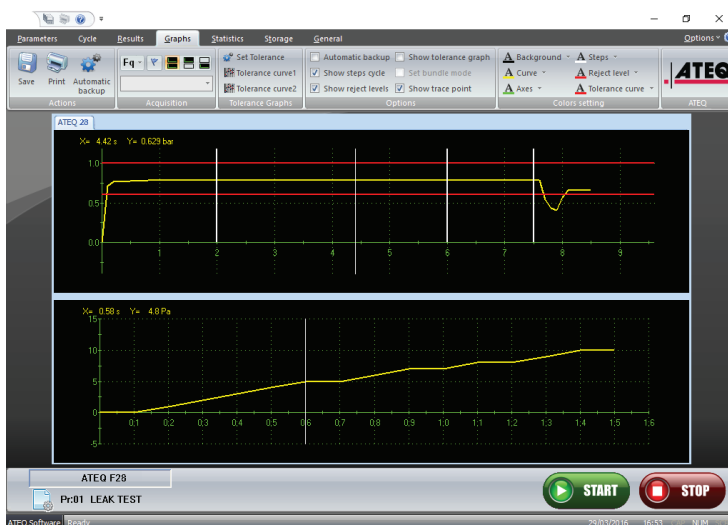 Parameters Cycle Results Graphs Statistics Storage General Options
Save Print Automatic backup
Actions
Fq
Acquisition
Set Tolerance
Tolerance curve1
Tolerance curve2
Tolerance Graphs
Automatic backup Show tolerance graph
Show steps cycle Set bundle mode
Show reject levels Show trace point
Options
A Background A Steps
A Curve A Reject level
A Axes A Tolerance curve
Colors setting
ATEQ
ATEQ
ATEQ 28
X= 4.42 s Y= 0.629 bar
1.0
0.5
0.0
1 2 3 4 5 6 7 8 9
X= 0.58 s Y= 4.8 Pa
15
10
5
0
-5
0;1 0;2 0;3 0;4 0;5 0;6 0;7 0;8 0;9 1;0 1;1 1;2 1;3 1;4 1;5 1;6
ATEQ F28
Pr:01 LEAK TEST
START
STOP
ATEQ Software Ready 29/03/2016 16:53 NUM